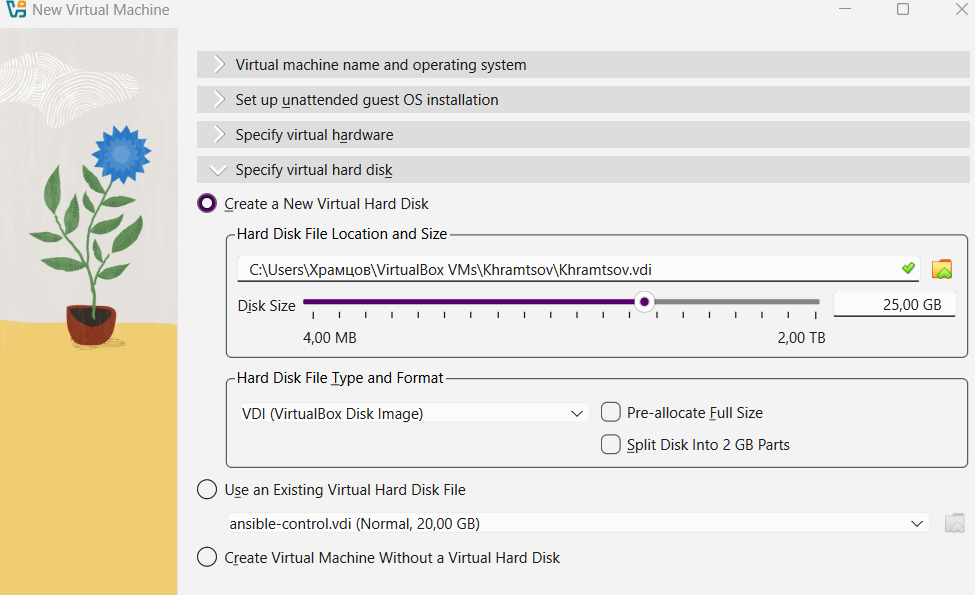 New Virtual Machine
Virtual machine name and operating system
Set up unattended guest OS installation
Specify virtual hardware
Specify virtual hard disk
Create a New Virtual Hard Disk
Hard Disk File Location and Size
C:\Users\Храмцов\VirtualBox VMs\Khramtsov\Khramtsov.vdi
Disk Size 25,00 GB
4,00 MB 2,00 TB
Hard Disk File Type and Format
VDI (VirtualBox Disk Image) Pre-allocate Full Size
Split Disk Into 2 GB Parts
Use an Existing Virtual Hard Disk File
ansible-control.vdi (Normal, 20,00 GB)
Create Virtual Machine Without a Virtual Hard Disk